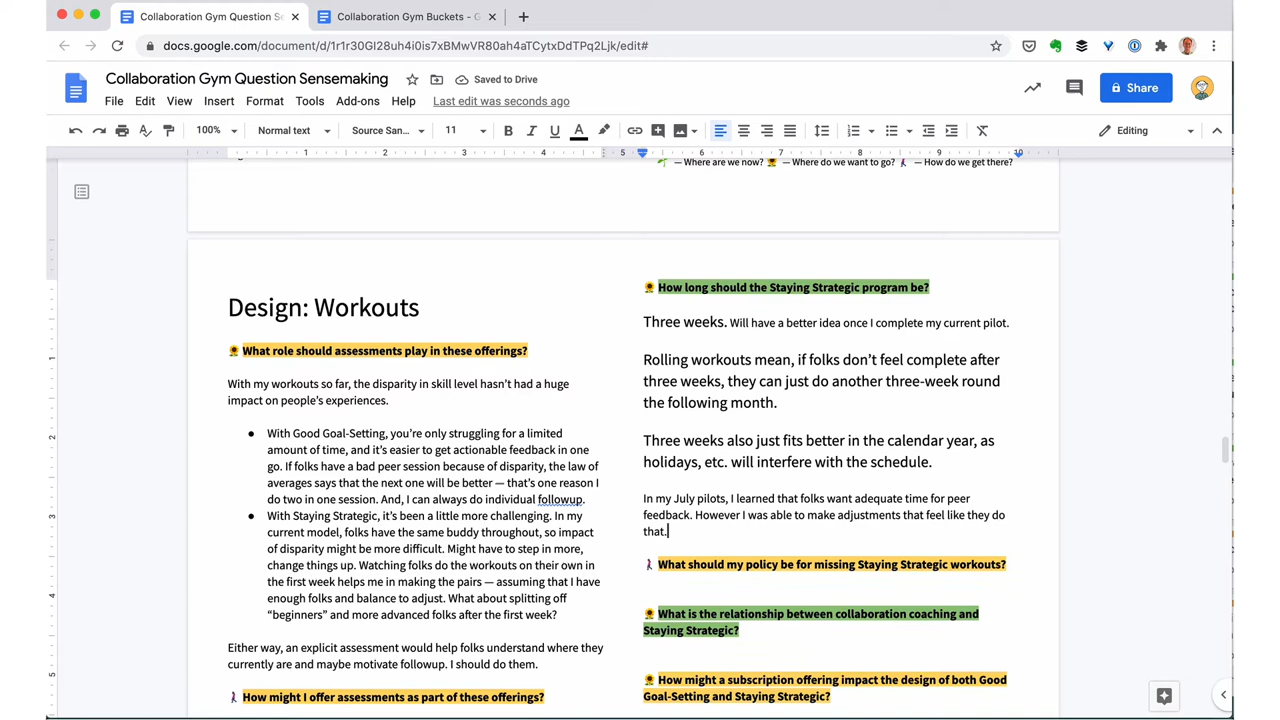 Collaboration Gym Question Se
Collaboration Gym Buckets - G
docs.google.com/document/d/1r1r30GI28uh4i0is7xBMwVR80ah4aTCytxDdTPq2Ljk/edit#
Collaboration Gym Question Sensemaking
Saved to Drive
File Edit View Insert Format Tools Add-ons Help Last edit was seconds ago
Share
100% Normal text Source San... 11 B I U A Editing
1 2 3 4 5 6 7 8 9 10
— Where are we now? — Where do we want to go? — How do we get there?
Design: Workouts
What role should assessments play in these offerings?
With my workouts so far, the disparity in skill level hasn’t had a huge
impact on people’s experiences.
● With Good Goal-Setting, you’re only struggling for a limited
amount of time, and it’s easier to get actionable feedback in one
go. If folks have a bad peer session because of disparity, the law of
averages says that the next one will be better — that’s one reason I
do two in one session. And, I can always do individual followup.
● With Staying Strategic, it’s been a little more challenging. In my
current model, folks have the same buddy throughout, so impact
of disparity might be more difficult. Might have to step in more,
change things up. Watching folks do the workouts on their own in
the first week helps me in making the pairs — assuming that I have
enough folks and balance to adjust. What about splitting off
“beginners” and more advanced folks after the first week?
Either way, an explicit assessment would help folks understand where they
currently are and maybe motivate followup. I should do them.
How might I offer assessments as part of these offerings?
How long should the Staying Strategic program be?
Three weeks. Will have a better idea once I complete my current pilot.
Rolling workouts mean, if folks don’t feel complete after
three weeks, they can just do another three-week round
the following month.
Three weeks also just fits better in the calendar year, as
holidays, etc. will interfere with the schedule.
In my July pilots, I learned that folks want adequate time for peer
feedback. However I was able to make adjustments that feel like they do
that.
What should my policy be for missing Staying Strategic workouts?
What is the relationship between collaboration coaching and
Staying Strategic?
How might a subscription offering impact the design of both Good
Goal-Setting and Staying Strategic?
1
2
3
4
5